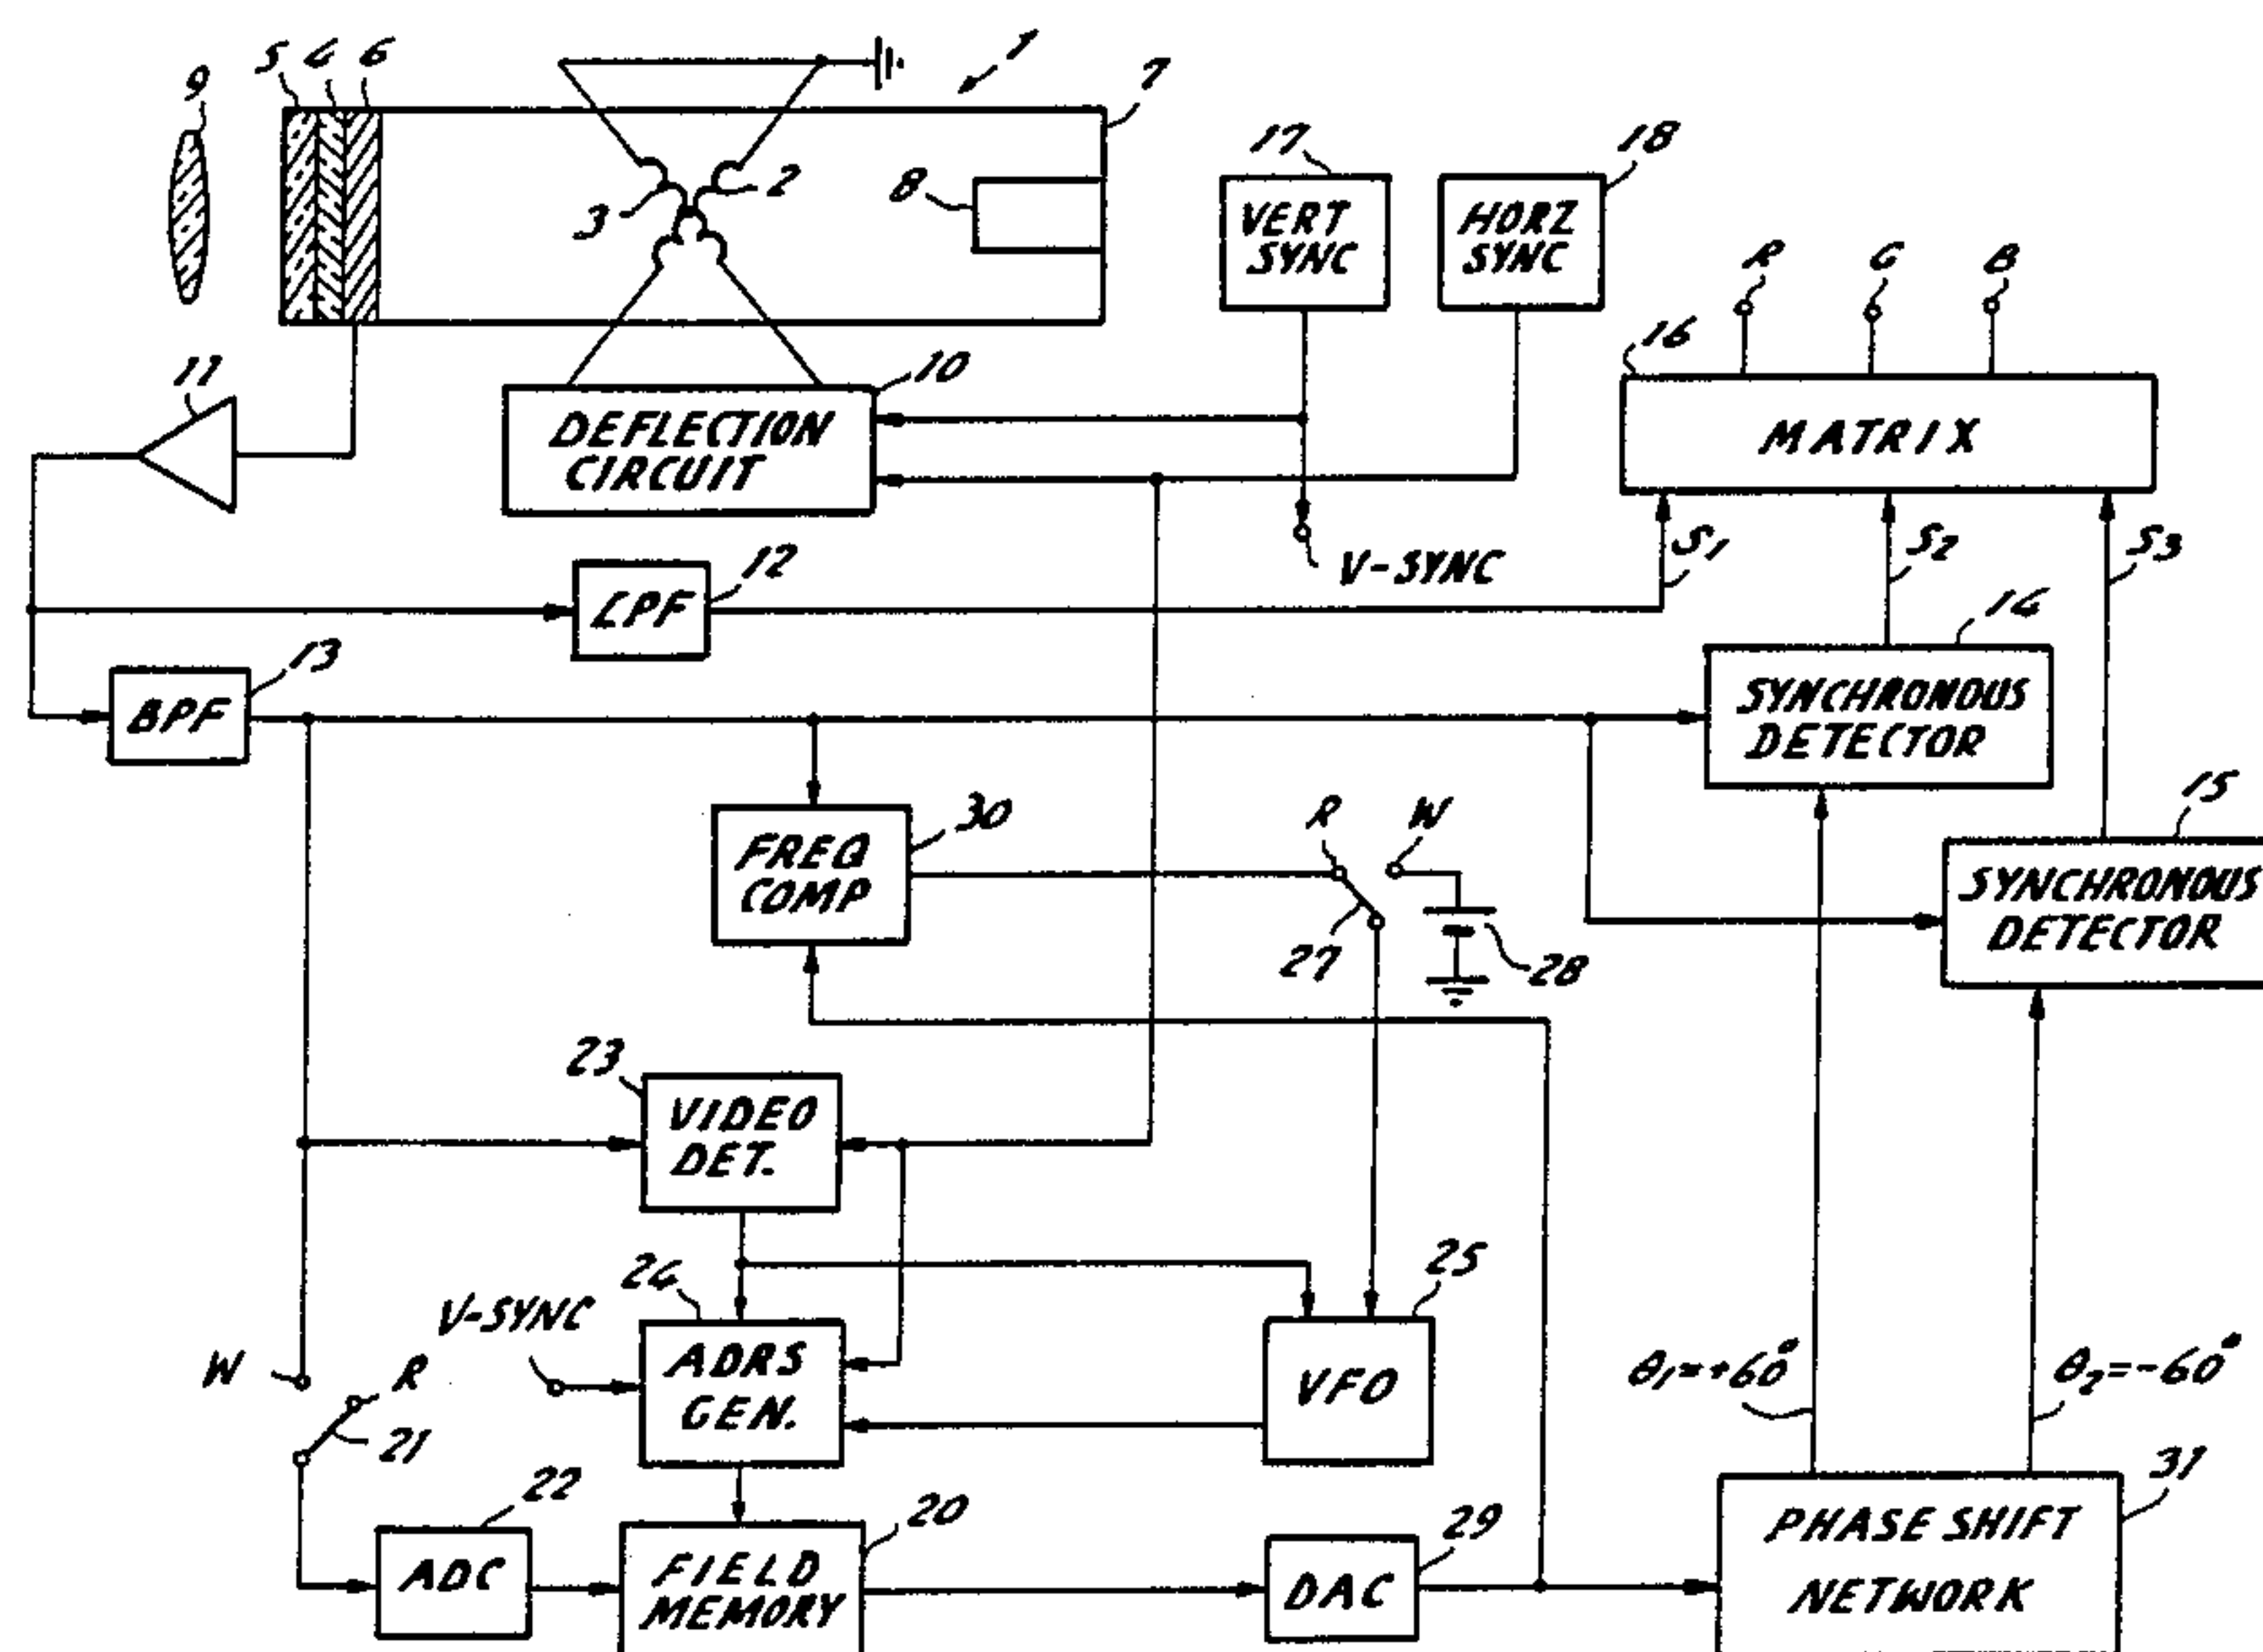 5 4 6
1
9
7
17
18
8
2
3
VERT
SYNC
HORZ
SYNC
R G B
16
11
10
DEFLECTION
CIRCUIT
MATRIX
12
V-SYNC
S1
S2
S3
LPF
14
13
BPF
SYNCHRONOUS
DETECTOR
15
30
R W
FREQ
COMP
SYNCHRONOUS
DETECTOR
27
28
23
VIDEO
DET.
24
25
V-SYNC
ADRS
GEN.
VFO
θ1=+60°
θ2=-60°
W
R
21
22
20
29
31
ADC
FIELD
MEMORY
DAC
PHASE SHIFT
NETWORK